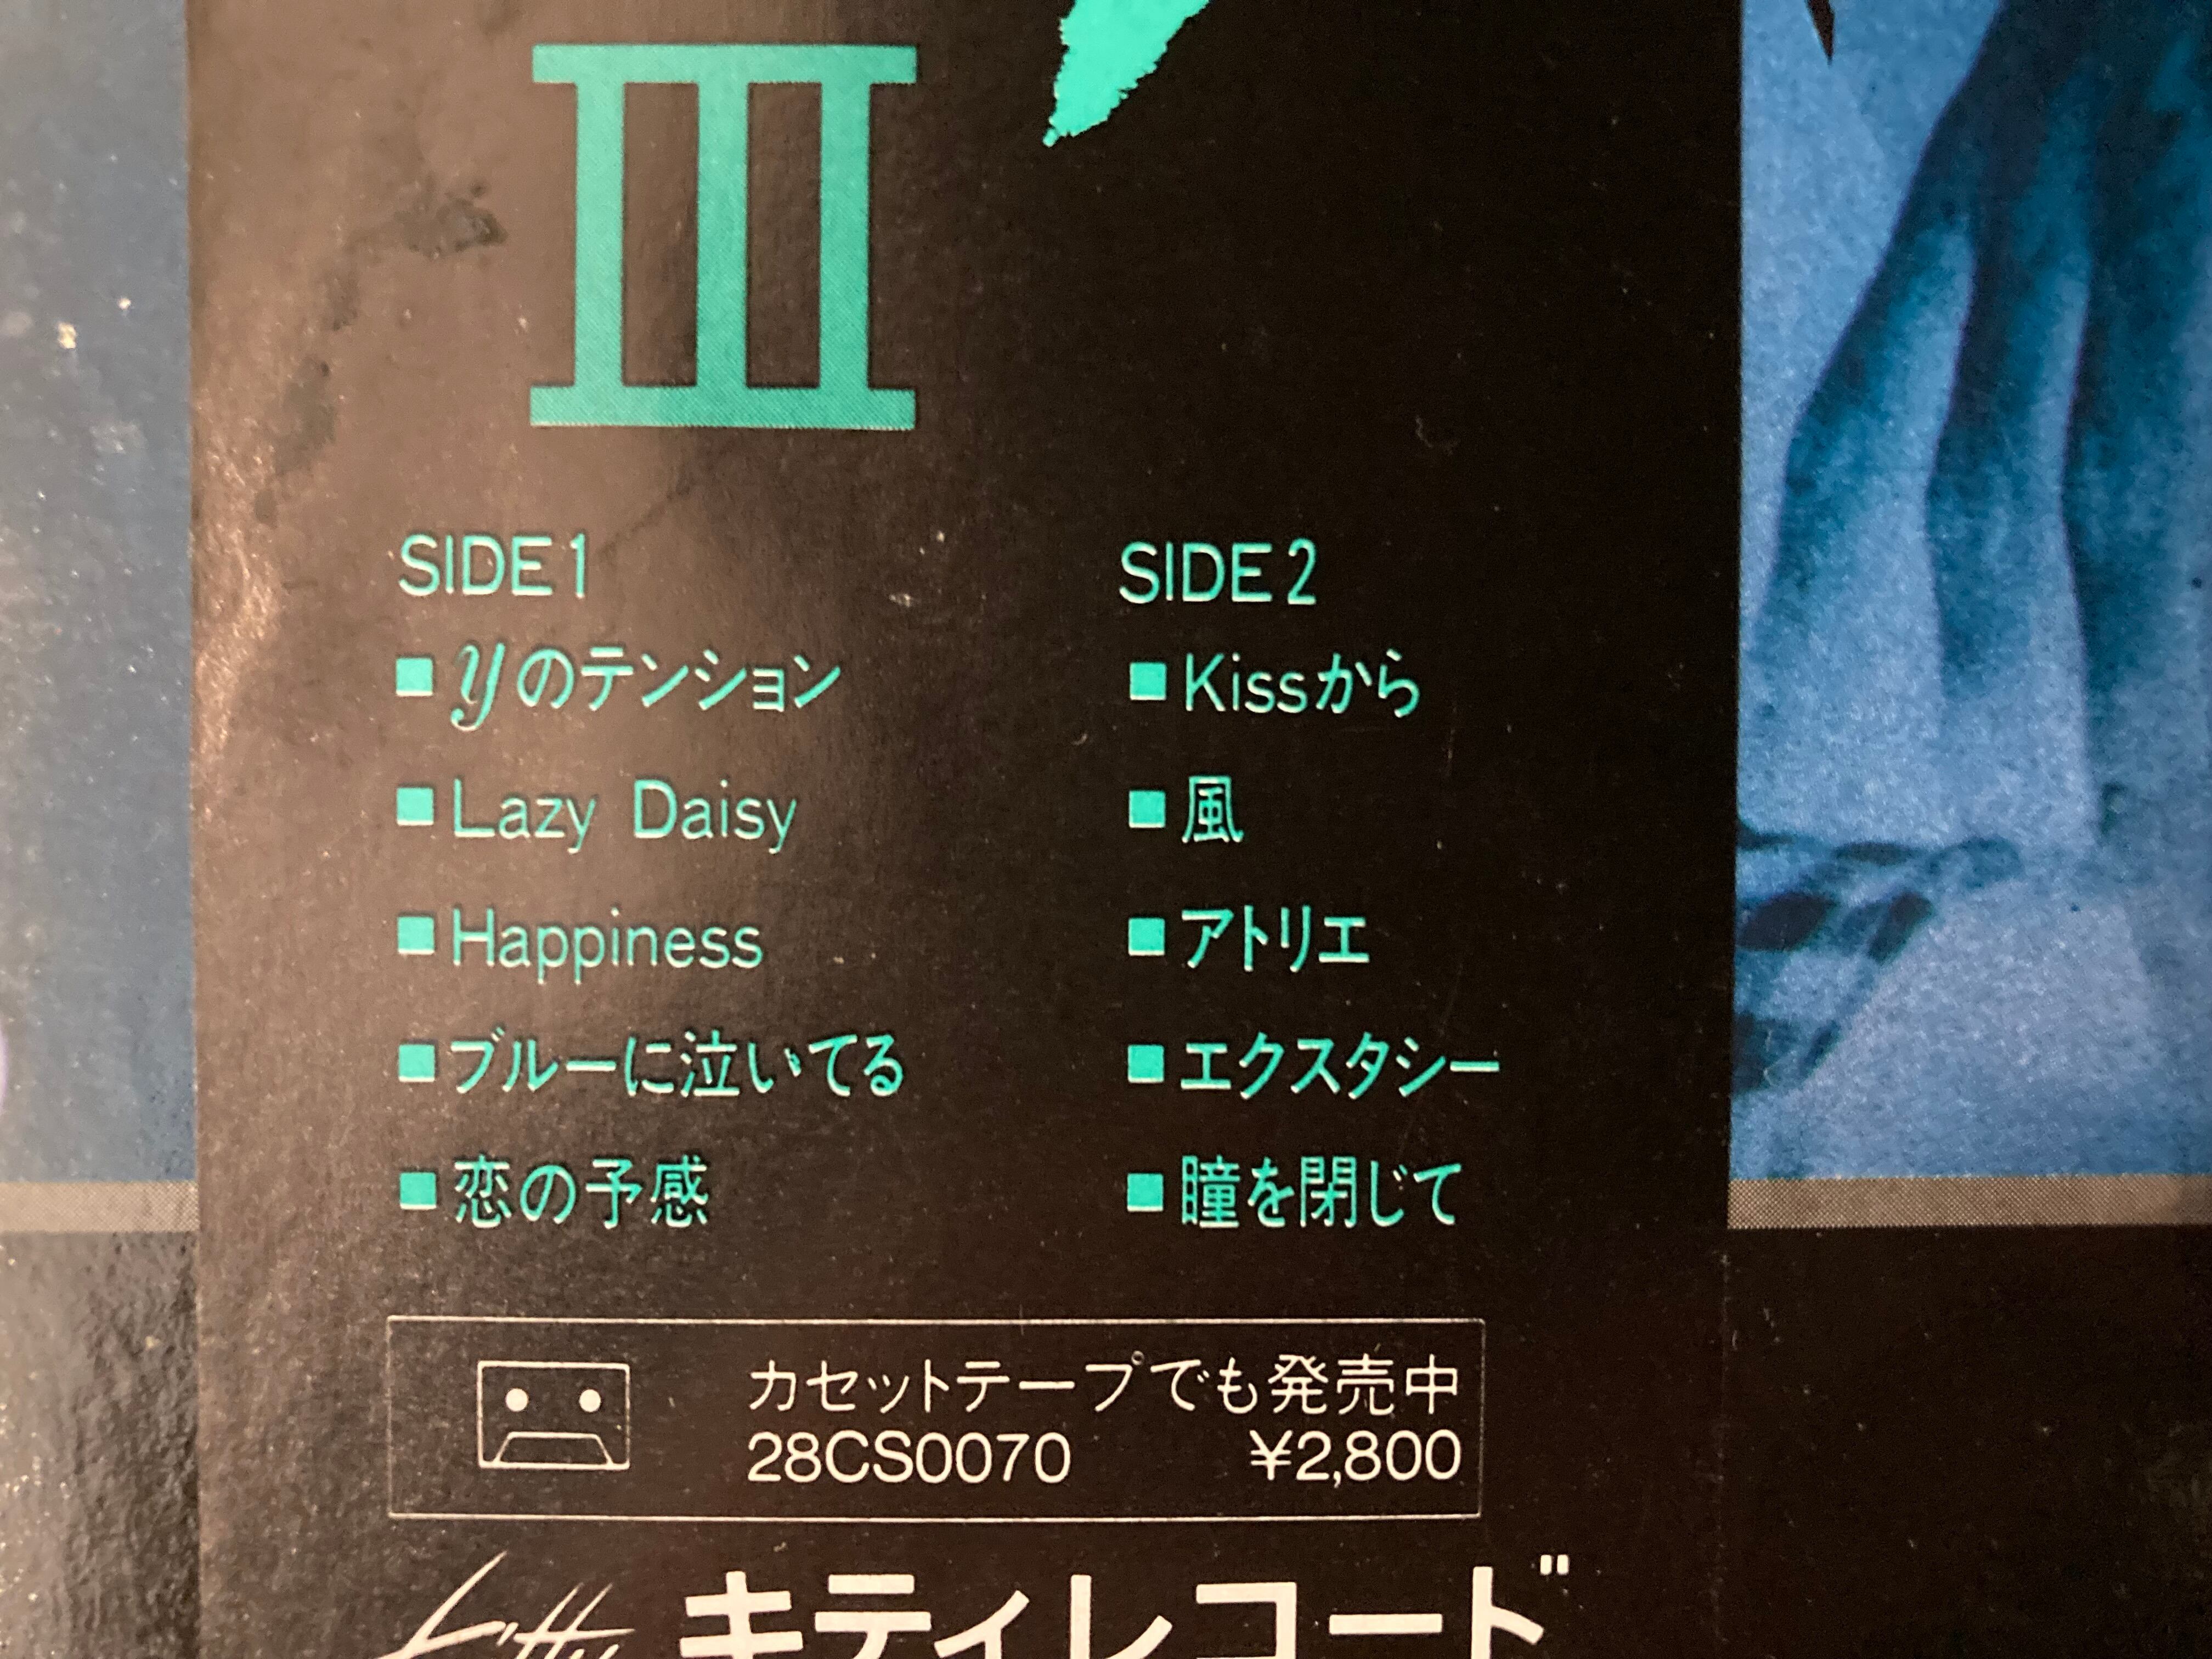 III
SIDE 1
yのテンション
Lazy Daisy
Happiness
ブルーに泣いてる
恋の予感
SIDE 2
Kissから
風
アトリエ
エクスタシー
瞳を閉じて
カセットテープでも発売中
28CS0070 ¥2,800
Kitty キティレコード